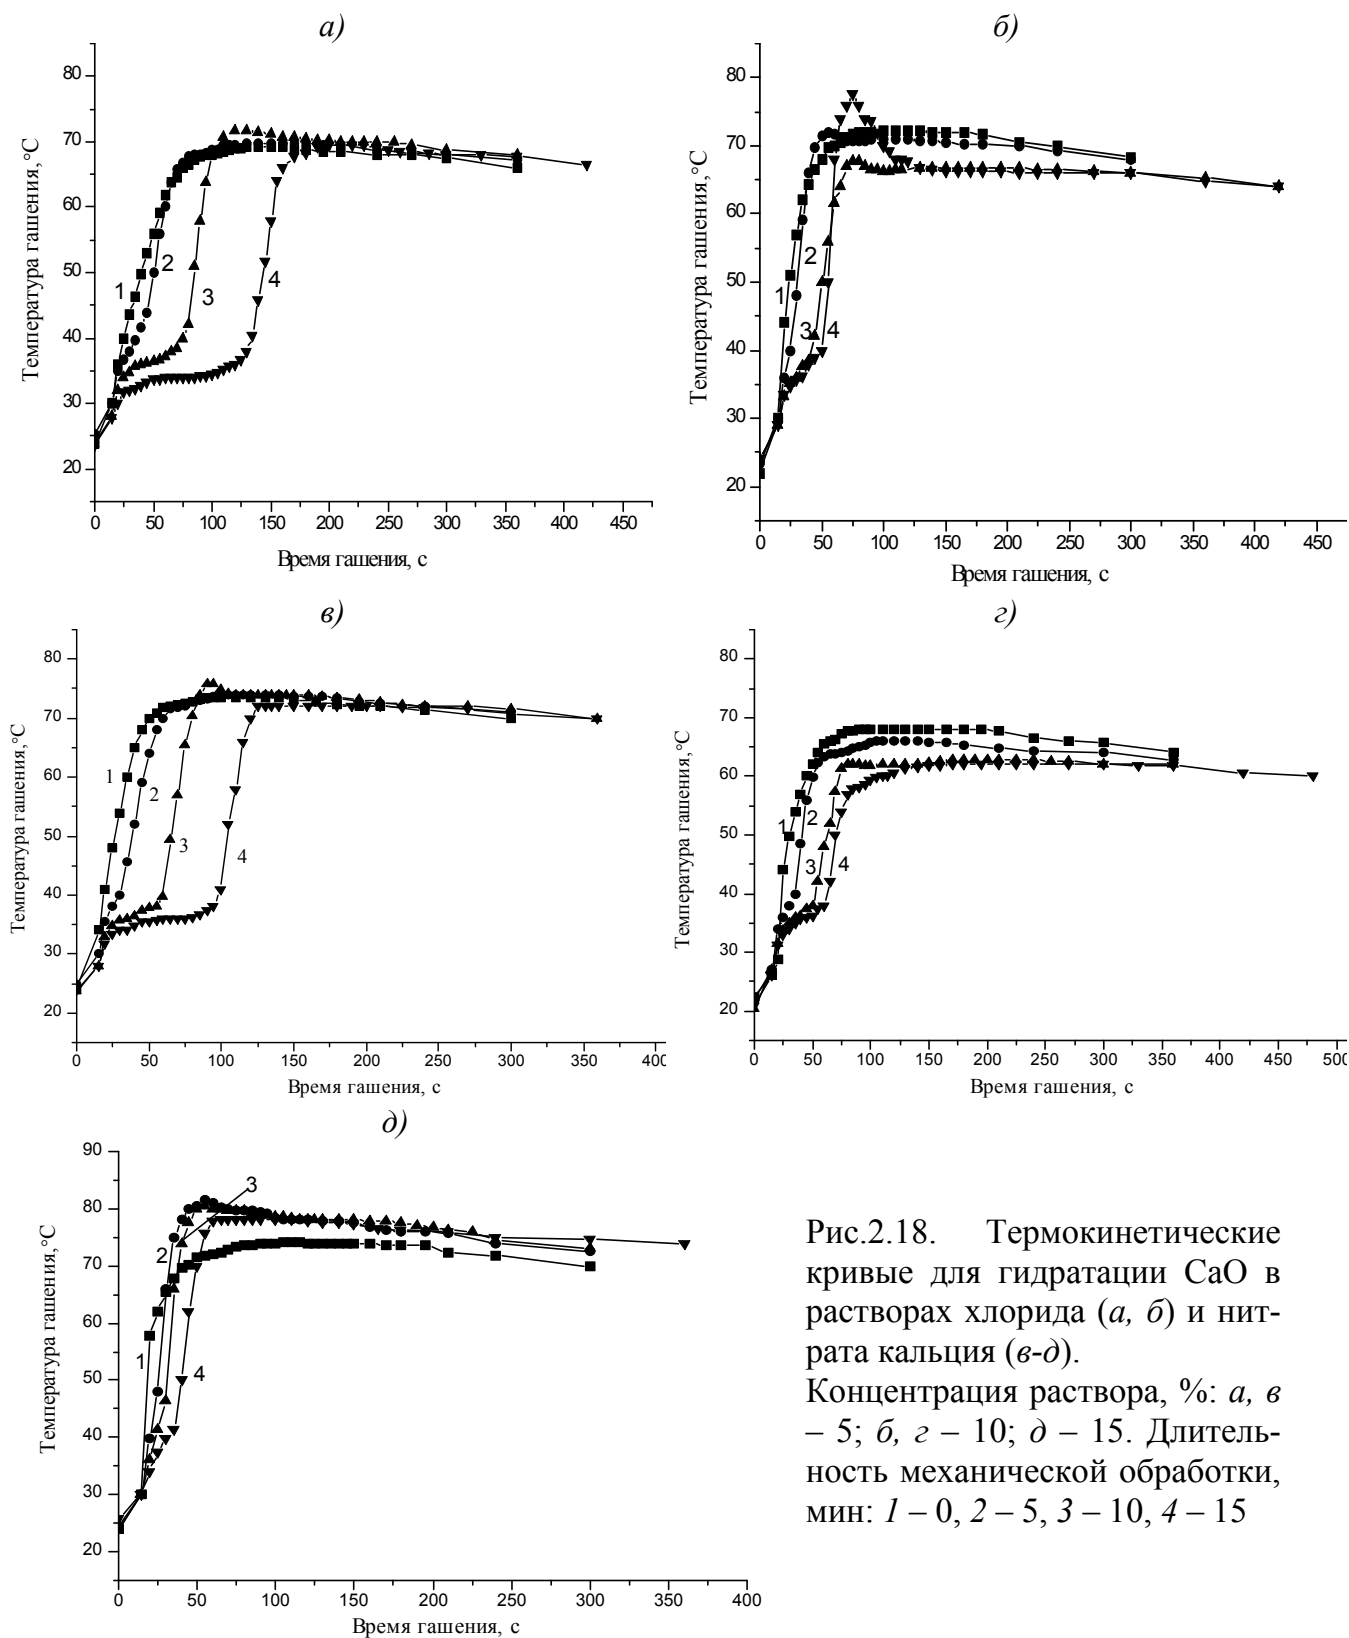 а)
80
70
60
50
40
30
20
Температура гашения,°С
1
2
3
4
0 50 100 150 200 250 300 350 400 450
Время гашения, с
б)
80
70
60
50
40
30
20
Температура гашения,°С
1
2
3
4
0 50 100 150 200 250 300 350 400 450
Время гашения, с
в)
80
70
60
50
40
30
20
Температура гашения,°С
1
2
3
4
0 50 100 150 200 250 300 350 400
Время гашения, с
г)
80
70
60
50
40
30
20
Температура гашения,°С
1
2
3
4
0 50 100 150 200 250 300 350 400 450 500
Время гашения, с
д)
90
80
70
60
50
40
30
20
Температура гашения,°С
3
2
1
4
0 50 100 150 200 250 300 350 400
Время гашения, с
Рис.2.18. Термокинетические
кривые для гидратации СаО в
растворах хлорида (а, б) и нит-
рата кальция (в-д).
Концентрация раствора, %: а, в
– 5; б, г – 10; д – 15. Длитель-
ность механической обработки,
мин: 1 – 0, 2 – 5, 3 – 10, 4 – 15